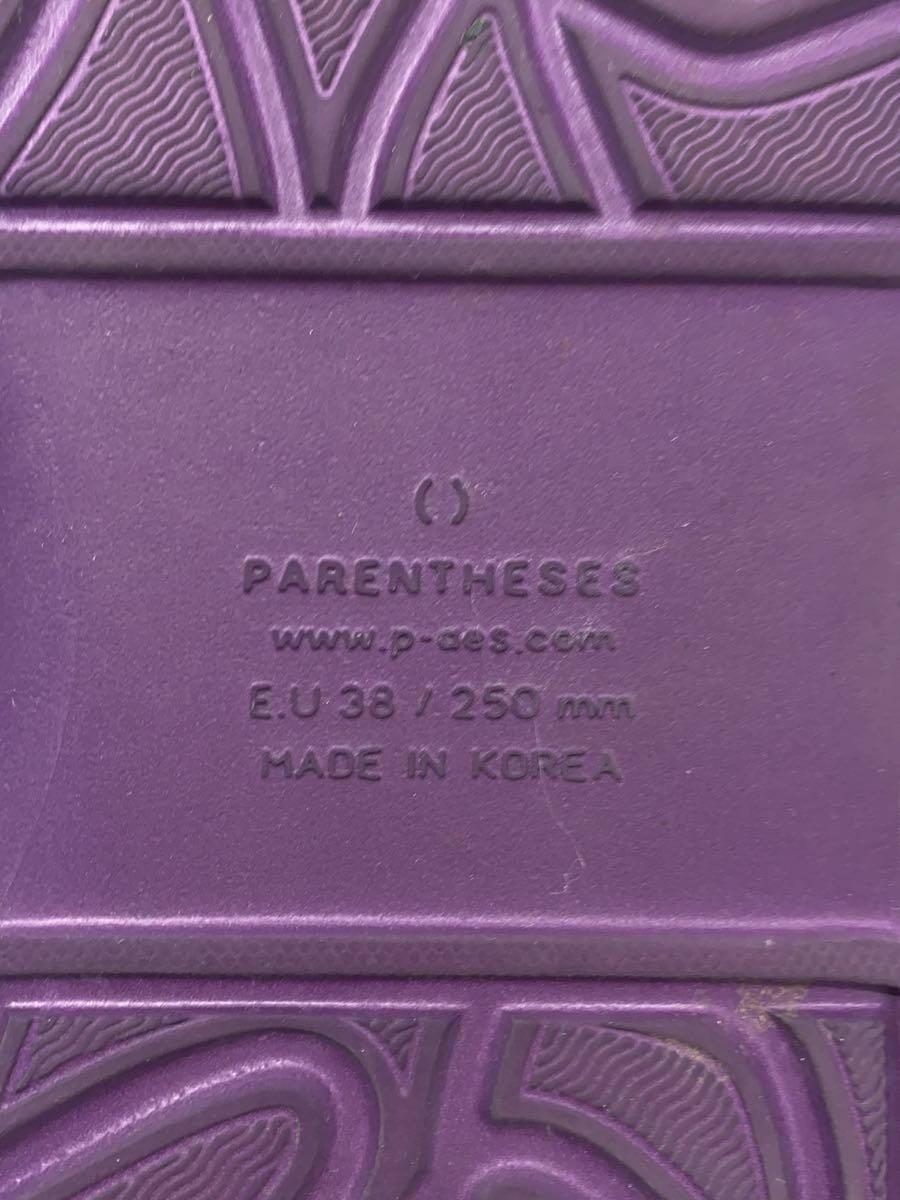 ()
PARENTHESES
www.p-aes.com
E.U 38 / 250 mm
MADE IN KOREA